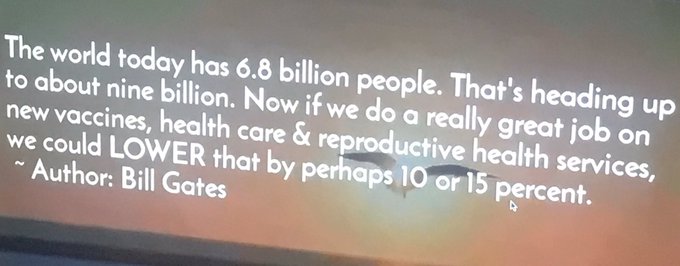 The world today has 6.8 billion people. That's heading up
to about nine billion. Now if we do a really great job on
new vaccines, health care & reproductive health services,
we could LOWER that by perhaps 10 or 15 percent.
~ Author: Bill Gates